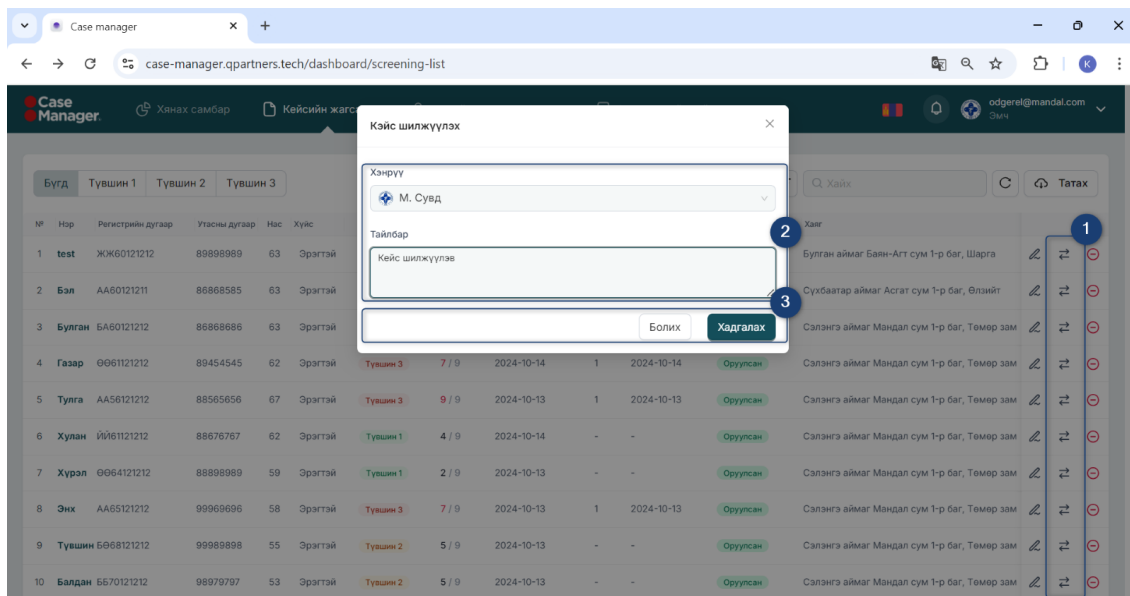 Case manager
case-manager.qpartners.tech/dashboard/screening-list
K
Case Manager.
Хянах самбар
Кейсийн жагс
odgerel@mandal.com
Эмч
Кэйс шилжүүлэх
Хэнрүү
М. Сувд
Тайлбар
Кейс шилжүүлэв
Болих Хадгалах
1
2
3
Бүгд Түвшин 1 Түвшин 2 Түвшин 3 Хайх Татах
№ Нэр Регистрийн дугаар Утасны дугаар Нас Хүйс Хаяг
1 test ЖЖ60121212 89898989 63 Эрэгтэй Булган аймаг Баян-Агт сум 1-р баг, Шарга
2 Бэл АА60121211 86868585 63 Эрэгтэй Сүхбаатар аймаг Асгат сум 1-р баг, Өлзийт
3 Булган БА60121212 86868686 63 Эрэгтэй Сэлэнгэ аймаг Мандал сум 1-р баг, Төмөр зам
4 Газар ӨӨ61121212 89454545 62 Эрэгтэй Түвшин 3 7 / 9 2024-10-14 1 2024-10-14 Оруулсан Сэлэнгэ аймаг Мандал сум 1-р баг, Төмөр зам
5 Тулга АА56121212 88565656 67 Эрэгтэй Түвшин 3 9 / 9 2024-10-13 1 2024-10-13 Оруулсан Сэлэнгэ аймаг Мандал сум 1-р баг, Төмөр зам
6 Хулан ЙЙ61121212 88676767 62 Эрэгтэй Түвшин 1 4 / 9 2024-10-14 - - Оруулсан Сэлэнгэ аймаг Мандал сум 1-р баг, Төмөр зам
7 Хүрэл ӨӨ64121212 88898989 59 Эрэгтэй Түвшин 1 2 / 9 2024-10-13 - - Оруулсан Сэлэнгэ аймаг Мандал сум 1-р баг, Төмөр зам
8 Энх АА65121212 99969696 58 Эрэгтэй Түвшин 3 7 / 9 2024-10-13 1 2024-10-13 Оруулсан Сэлэнгэ аймаг Мандал сум 1-р баг, Төмөр зам
9 Түвшин БӨ68121212 99989898 55 Эрэгтэй Түвшин 2 5 / 9 2024-10-13 - - Оруулсан Сэлэнгэ аймаг Мандал сум 1-р баг, Төмөр зам
10 Балдан ББ70121212 98979797 53 Эрэгтэй Түвшин 2 5 / 9 2024-10-13 - - Оруулсан Сэлэнгэ аймаг Мандал сум 1-р баг, Төмөр зам